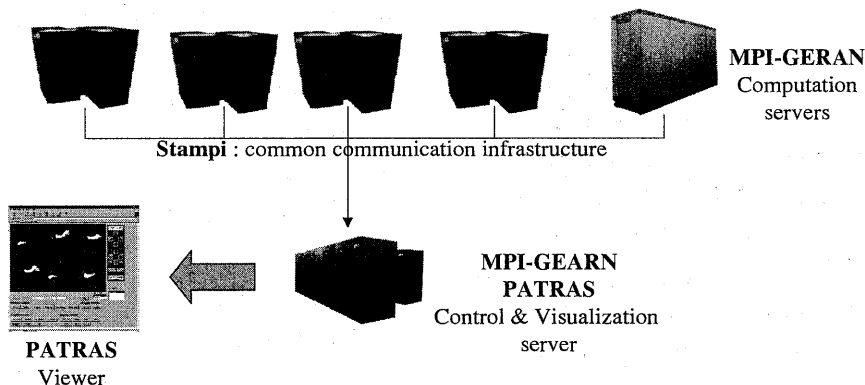 MPI-GERAN
Computation
servers
Stampi : common communication infrastructure
MPI-GEARN
PATRAS
Control & Visualization
server
PATRAS
Viewer